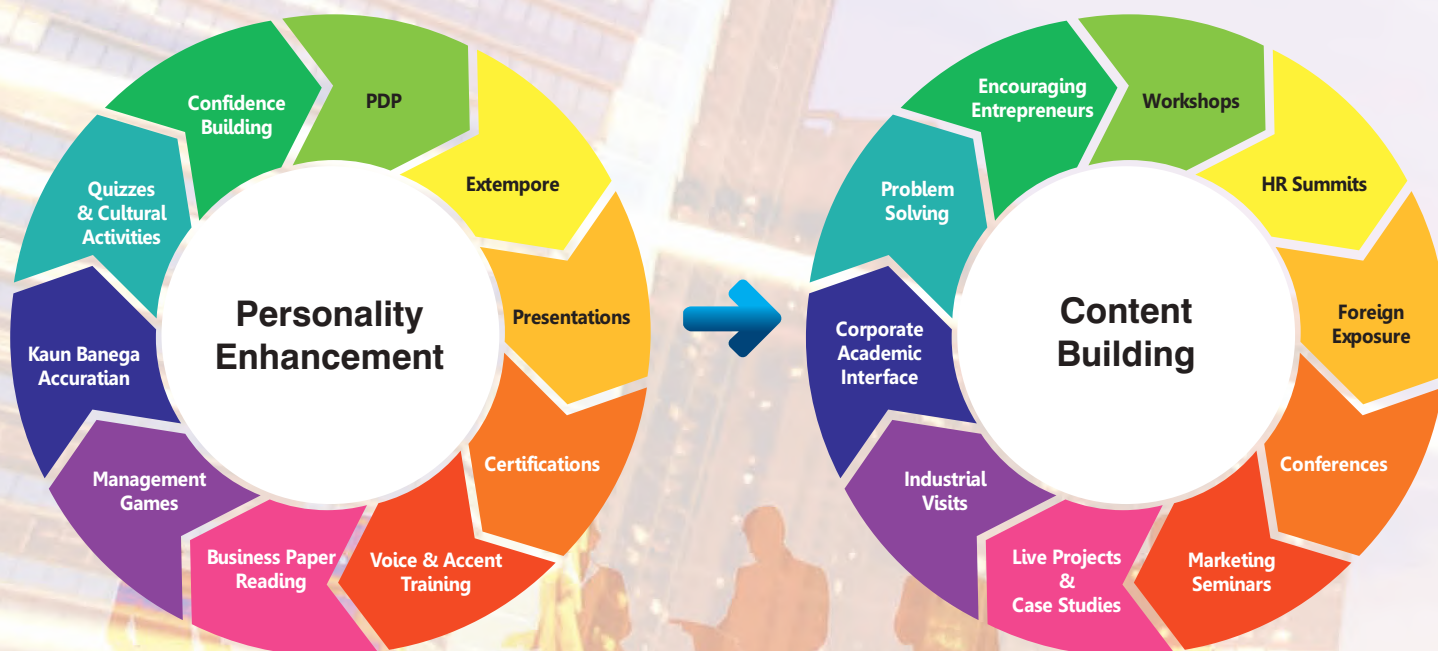 Personality
Enhancement
PDP
Extempore
Presentations
Certifications
Voice & Accent
Training
Business Paper
Reading
Management
Games
Kaun Banega
Accuratian
Quizzes
& Cultural
Activities
Confidence
Building
Content
Building
Workshops
HR Summits
Foreign
Exposure
Conferences
Marketing
Seminars
Live Projects
&
Case Studies
Industrial
Visits
Corporate
Academic
Interface
Problem
Solving
Encouraging
Entrepreneurs